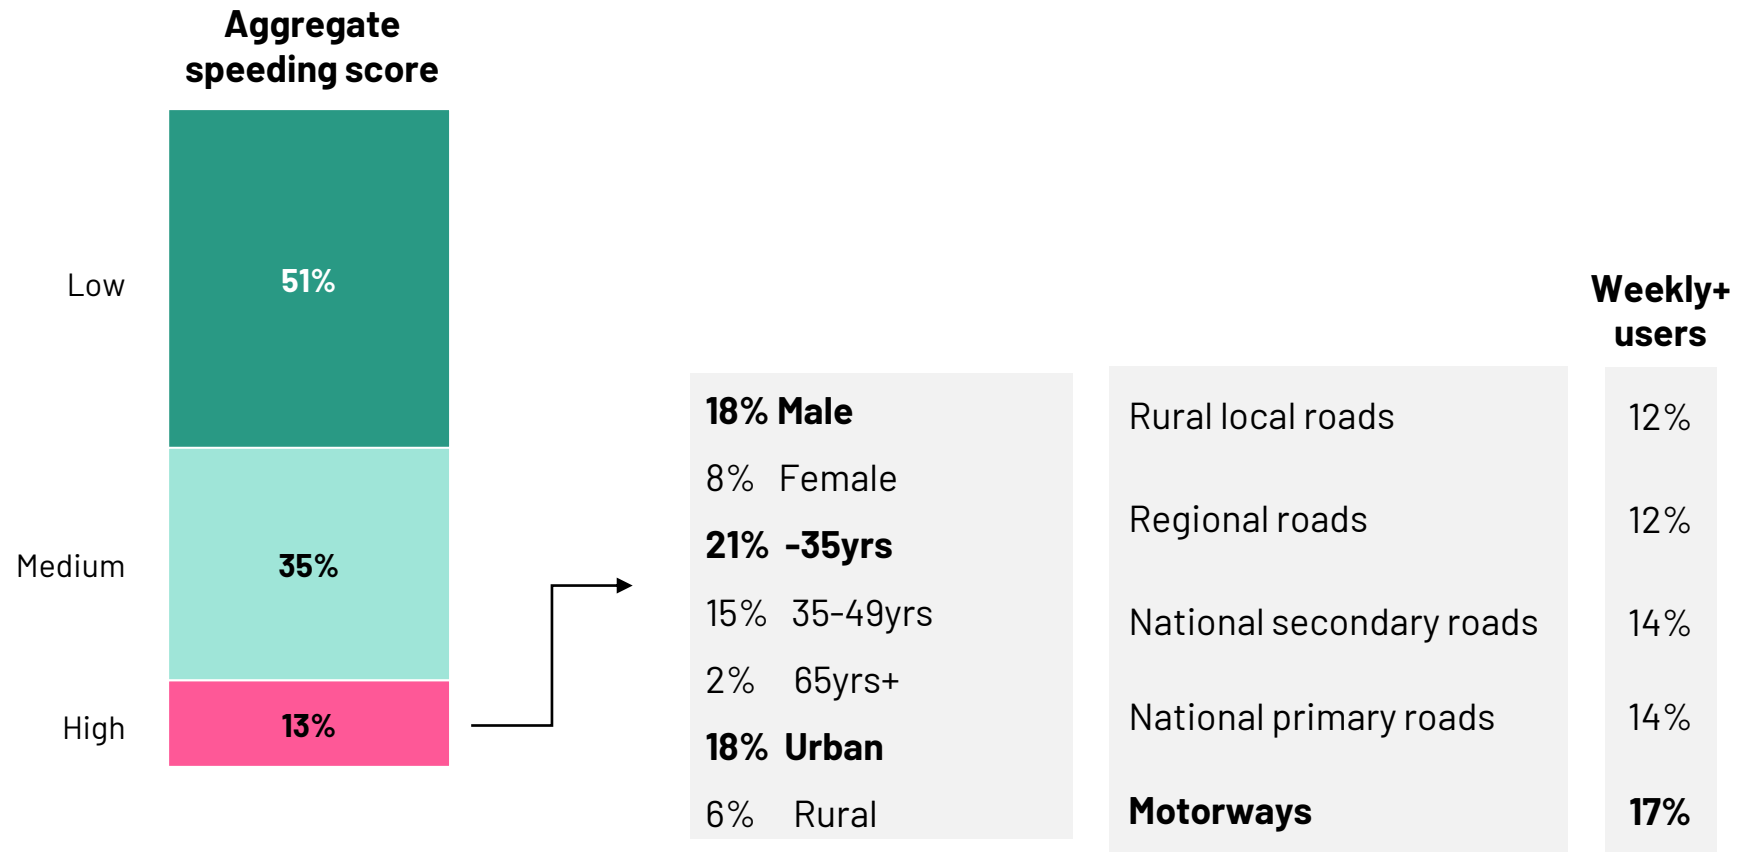 Aggregate
speeding score
Low
51%
Medium
35%
High
13%
18% Male
8% Female
21% -35yrs
15% 35-49yrs
2% 65yrs+
18% Urban
6% Rural
Weekly+
users
Rural local roads 12%
Regional roads 12%
National secondary roads 14%
National primary roads 14%
Motorways 17%